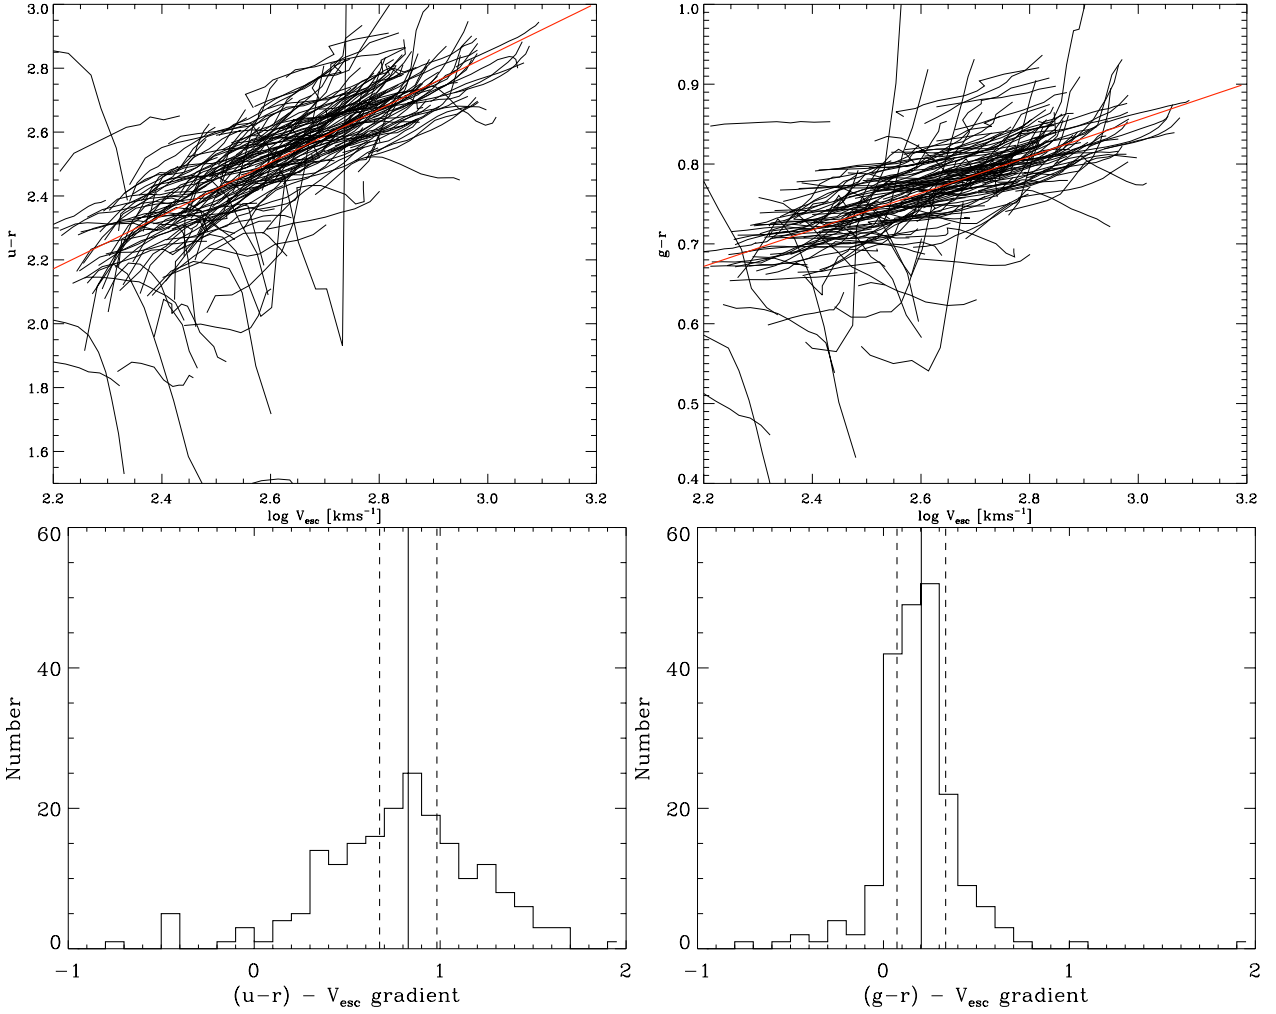 3.0
2.8
2.6
2.4
2.2
2.0
1.8
1.6
u−r
2.2 2.4 2.6 2.8 3.0 3.2
log Vesc [kms−1]
1.0
0.9
0.8
0.7
0.6
0.5
0.4
g−r
2.2 2.4 2.6 2.8 3.0 3.2
log Vesc [kms−1]
60
40
20
0
Number
−1 0 1 2
(u−r) − Vesc gradient
60
40
20
0
Number
−1 0 1 2
(g−r) − Vesc gradient